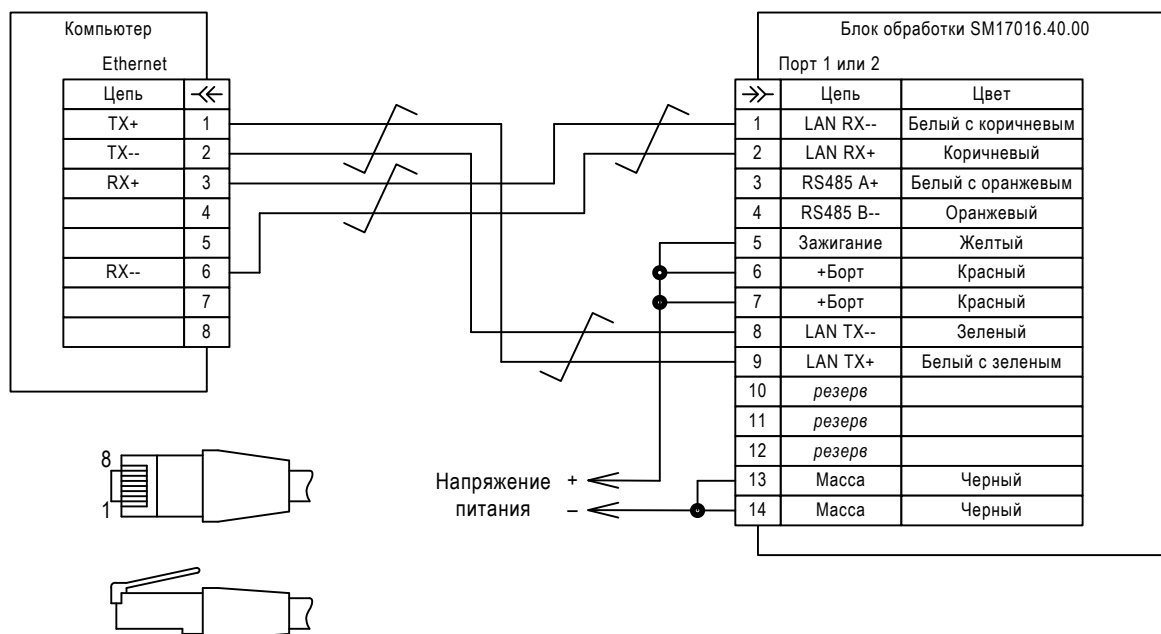 Компьютер
Ethernet
Цепь
TX+ 1
TX-- 2
RX+ 3
4
5
RX-- 6
7
8
Блок обработки SM17016.40.00
Порт 1 или 2
Цепь Цвет
1 LAN RX-- Белый с коричневым
2 LAN RX+ Коричневый
3 RS485 A+ Белый с оранжевым
4 RS485 B-- Оранжевый
5 Зажигание Желтый
6 +Борт Красный
7 +Борт Красный
8 LAN TX-- Зеленый
9 LAN TX+ Белый с зеленым
10 резерв
11 резерв
12 резерв
13 Масса Черный
14 Масса Черный
Напряжение +
питания –
8
1